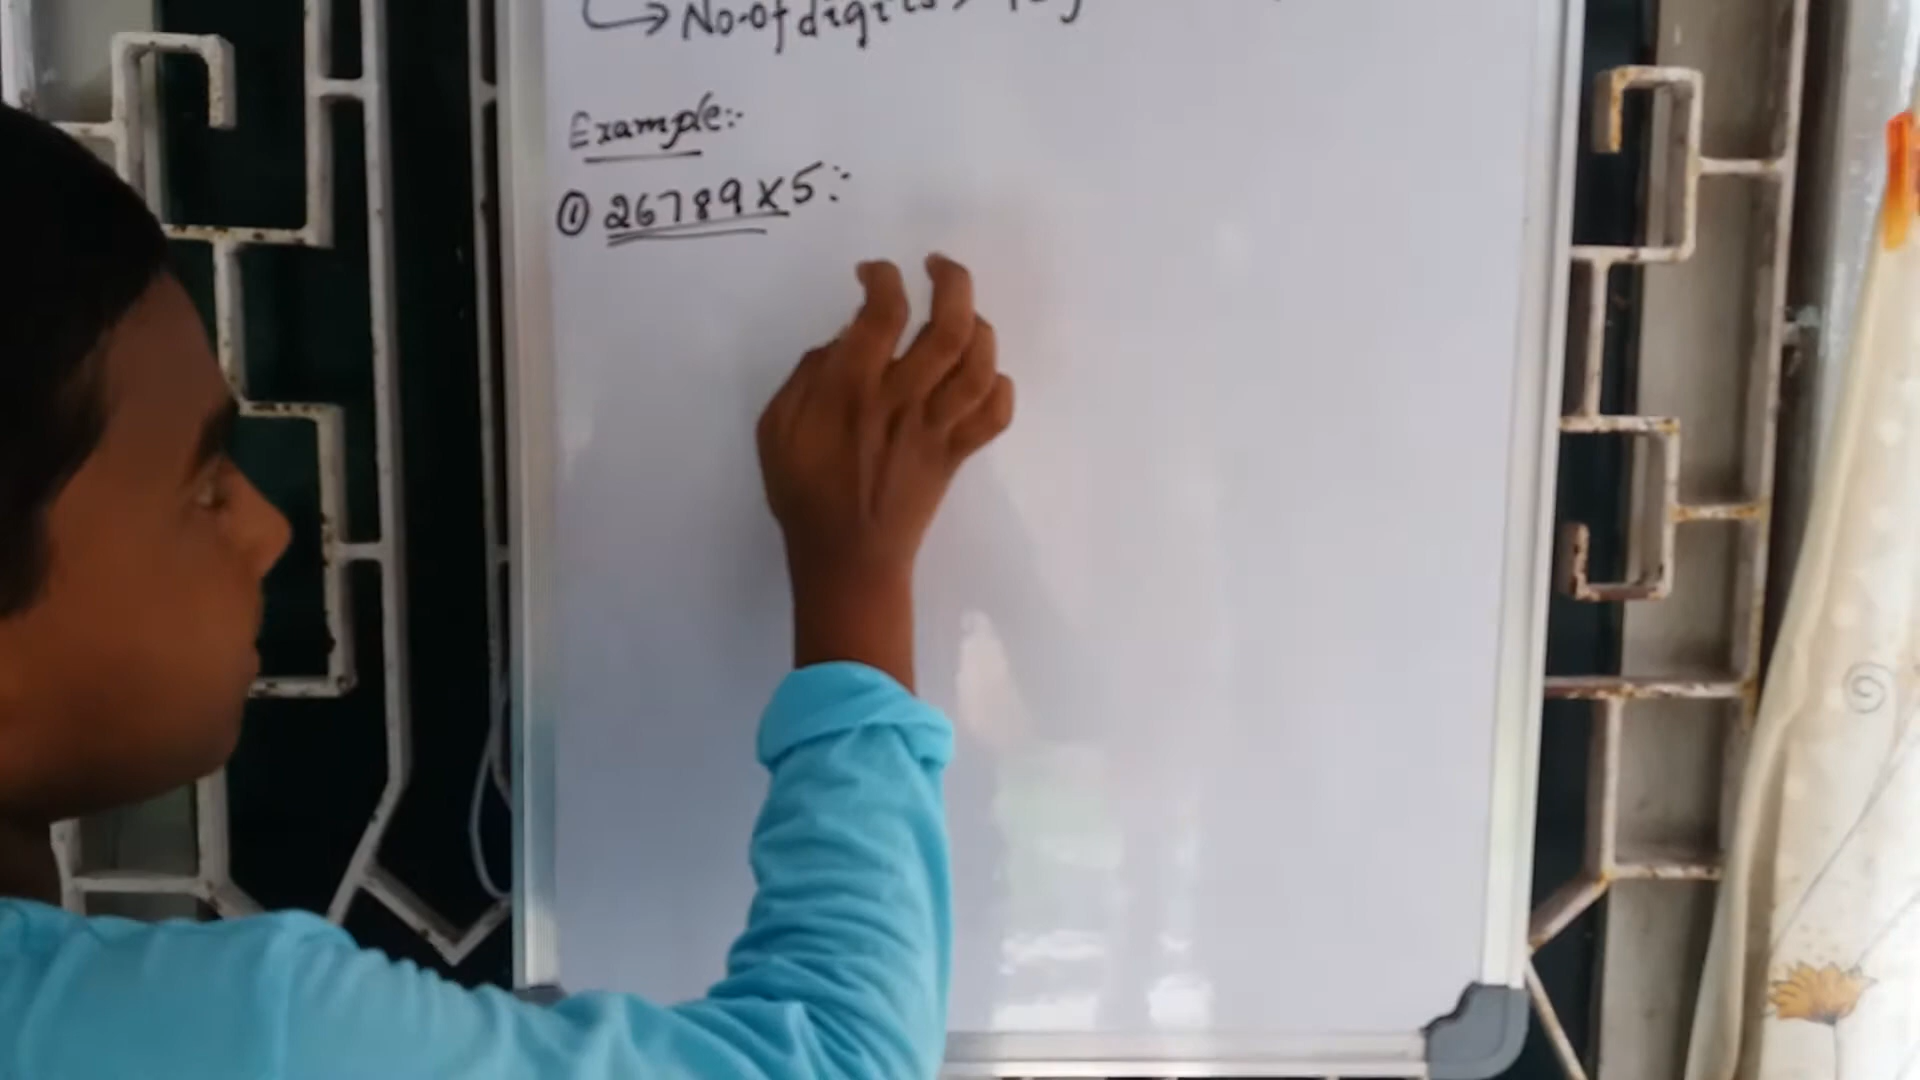 No. of digits
Example:-
① 26789 X 5:-